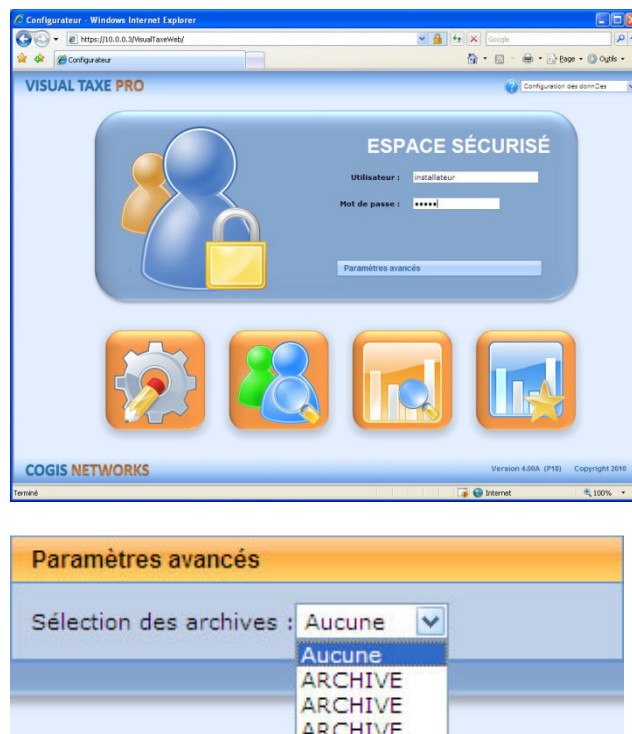 Configurateur - Windows Internet Explorer
https://10.0.0.3/VisualTaxeWeb/
Google
Configurateur
Page
Outils
VISUAL TAXE PRO
Configuration des donnDes
ESPACE SÉCURISÉ
Utilisateur :
installateur
Mot de passe :
•••••
Paramètres avancés
COGIS NETWORKS
Version 4.00A (P18)
Copyright 2010
Terminé
Internet
100%
Paramètres avancés
Sélection des archives : Aucune
Aucune
ARCHIVE
ARCHIVE
ARCHIVE